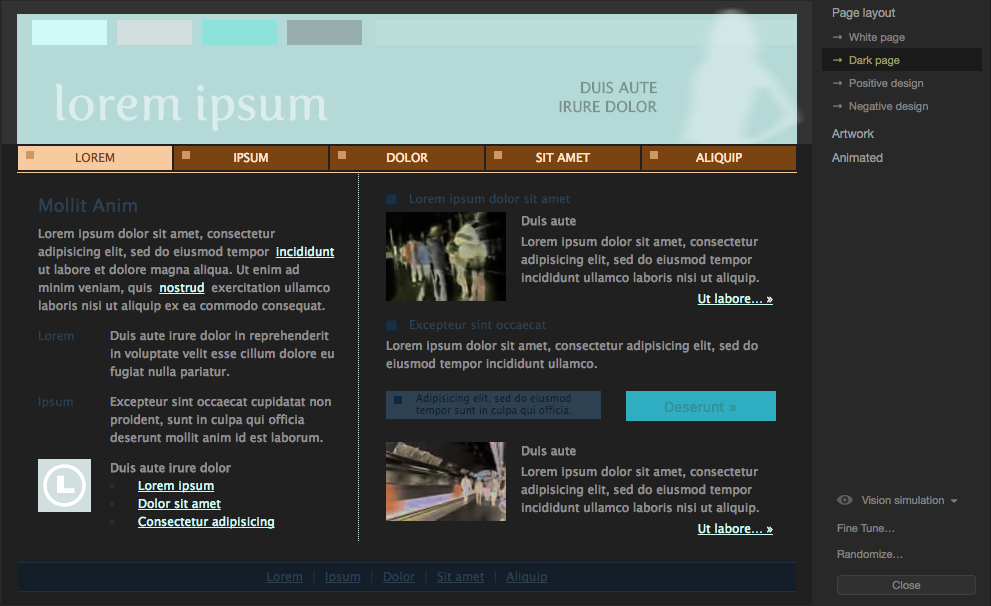 lorem ipsum
DUIS AUTE
IRURE DOLOR
LOREM
IPSUM
DOLOR
SIT AMET
ALIQUIP
Mollit Anim
Lorem ipsum dolor sit amet, consectetur
adipisicing elit, sed do eiusmod tempor incididunt
ut labore et dolore magna aliqua. Ut enim ad
minim veniam, quis nostrud exercitation ullamco
laboris nisi ut aliquip ex ea commodo consequat.
Lorem
Duis aute irure dolor in reprehenderit
in voluptate velit esse cillum dolore eu
fugiat nulla pariatur.
Ipsum
Excepteur sint occaecat cupidatat non
proident, sunt in culpa qui officia
deserunt mollit anim id est laborum.
Duis aute irure dolor
Lorem ipsum
Dolor sit amet
Consectetur adipisicing
Lorem ipsum dolor sit amet
Duis aute
Lorem ipsum dolor sit amet, consectetur
adipisicing elit, sed do eiusmod tempor
incididunt ullamco laboris nisi ut aliquip.
Ut labore... »
Excepteur sint occaecat
Lorem ipsum dolor sit amet, consectetur adipisicing elit, sed do
eiusmod tempor incididunt ullamco.
Adipisicing elit, sed do eiusmod
tempor sunt in culpa qui officia.
Deserunt »
Duis aute
Lorem ipsum dolor sit amet, consectetur
adipisicing elit, sed do eiusmod tempor
incididunt ullamco laboris nisi ut aliquip.
Ut labore... »
Lorem | Ipsum | Dolor | Sit amet | Aliquip
Page layout
→ White page
→ Dark page
→ Positive design
→ Negative design
Artwork
Animated
Vision simulation
Fine Tune...
Randomize...
Close